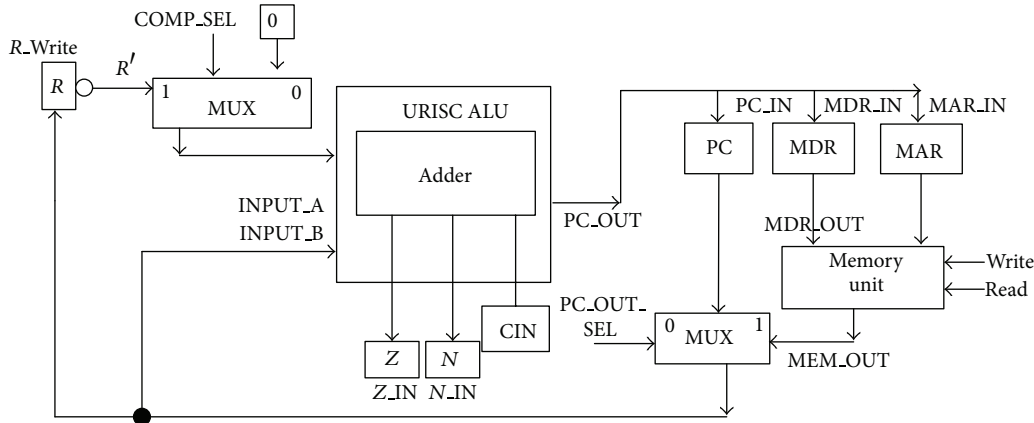 COMP_SEL
0
R_Write
R
R′
1
0
MUX
URISC ALU
Adder
INPUT_A
INPUT_B
PC_OUT
PC_IN
MDR_IN
MAR_IN
PC
MDR
MAR
MDR_OUT
Memory
unit
Write
Read
PC_OUT_
SEL
0
1
MUX
MEM_OUT
CIN
Z
N
Z_IN
N_IN